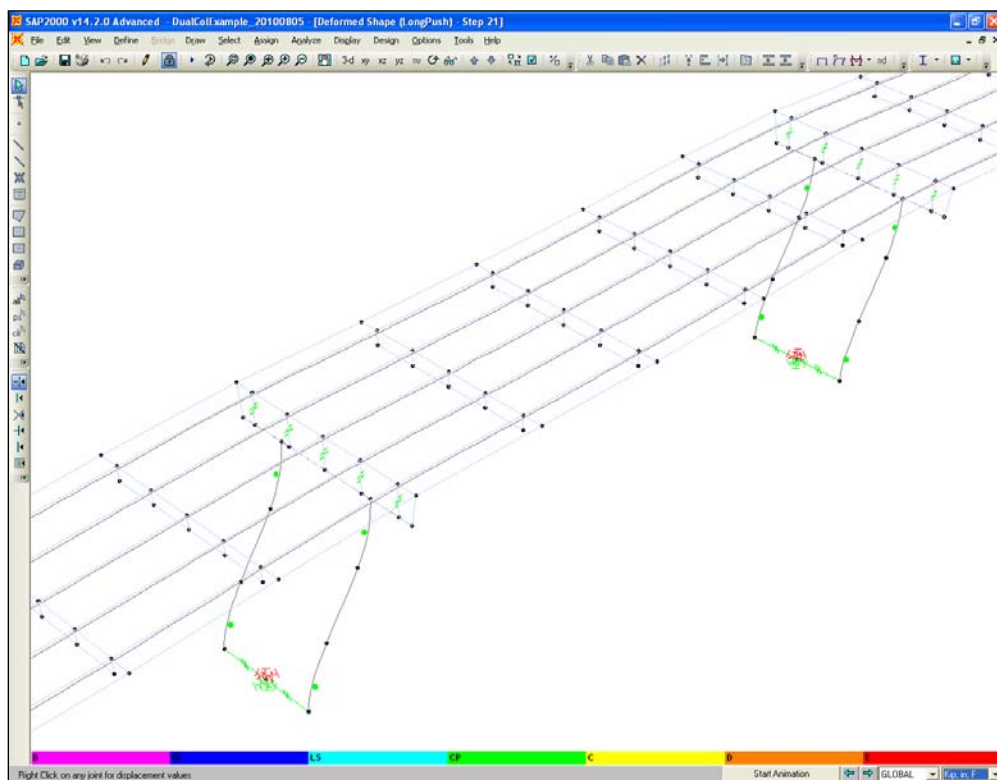 SAP2000 v14.2.0 Advanced - DualColExample_20100805 - [Deformed Shape (LongPush) - Step 21]
File Edit View Define Bridge Draw Select Assign Analyze Display Design Options Tools Help
3-d xy xz yz nv
nd
all
LS CP C D E
Right Click on any joint for displacement values
Start Animation
GLOBAL
Kip, in, F